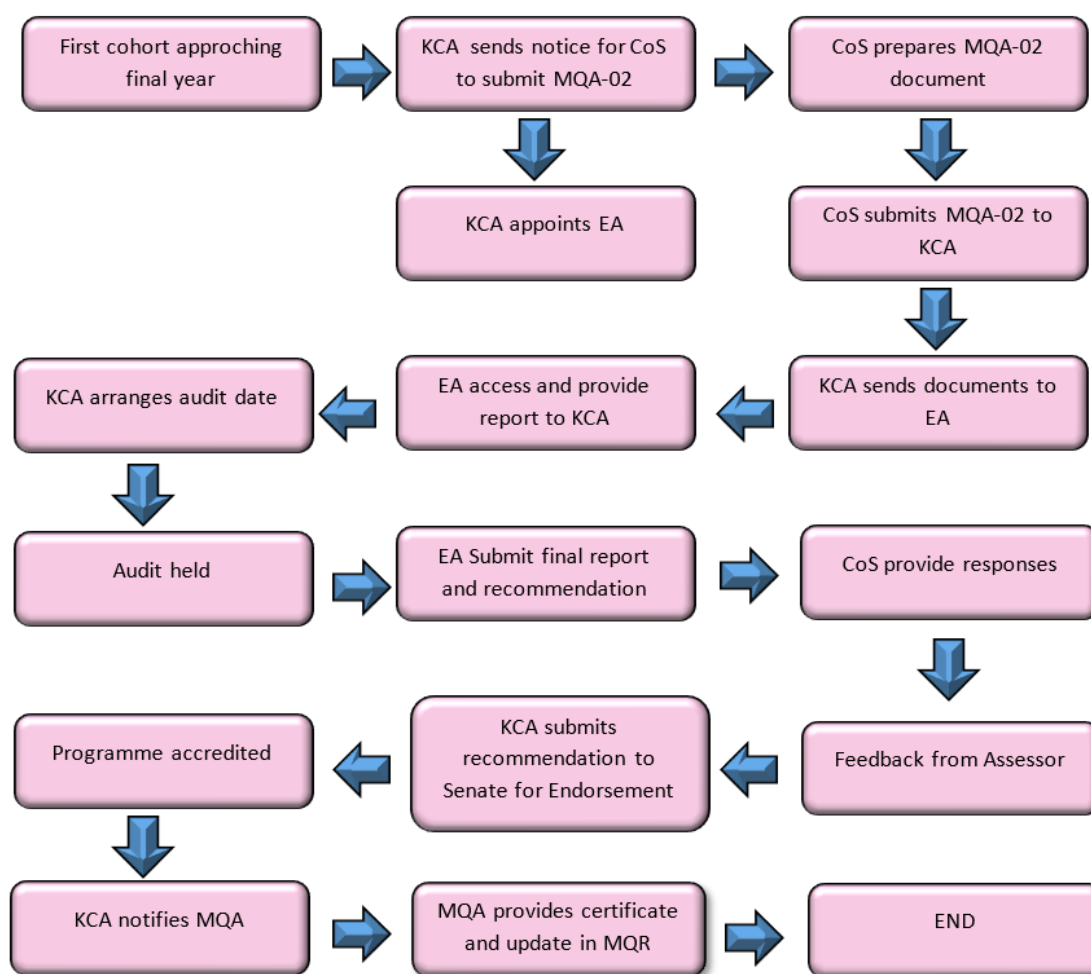 First cohort approching
final year
KCA sends notice for CoS
to submit MQA-02
CoS prepares MQA-02
document
KCA appoints EA
CoS submits MQA-02 to
KCA
KCA arranges audit date
EA access and provide
report to KCA
KCA sends documents to
EA
Audit held
EA Submit final report
and recommendation
CoS provide responses
Programme accredited
KCA submits
recommendation to
Senate for Endorsement
Feedback from Assessor
KCA notifies MQA
MQA provides certificate
and update in MQR
END